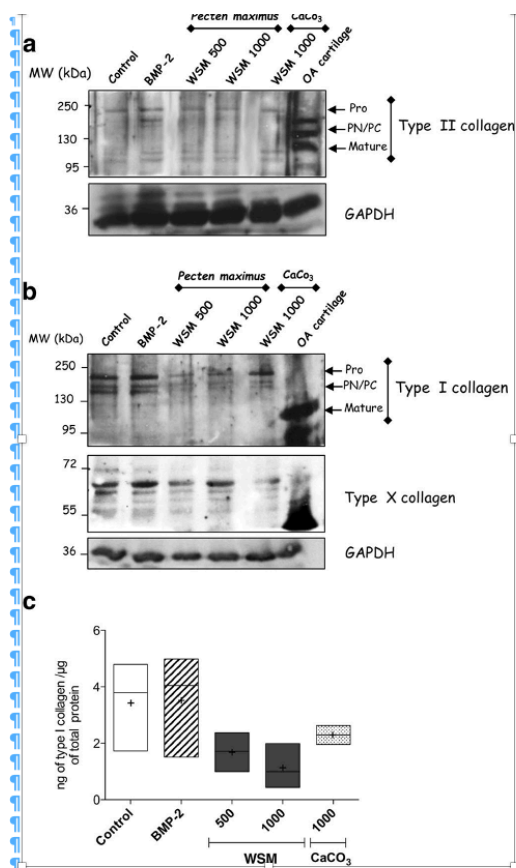 Pecten maximus CaCo3
a
MW (kDa) Control BMP-2 WSM 500 WSM 1000 WSM 1000 OA cartilage
250
130
95
Pro
PN/PC
Mature
Type II collagen
36
GAPDH
Pecten maximus CaCO3
b
MW (kDa) Control BMP-2 WSM 500 WSM 1000 WSM 1000 OA cartilage
250
130
95
Pro
PN/PC
Mature
Type I collagen
72
55
Type X collagen
36
GAPDH
c
ng of type I collagen /µg
of total protein
6
4
2
0
Control BMP-2 500 1000 1000
WSM CaCO3